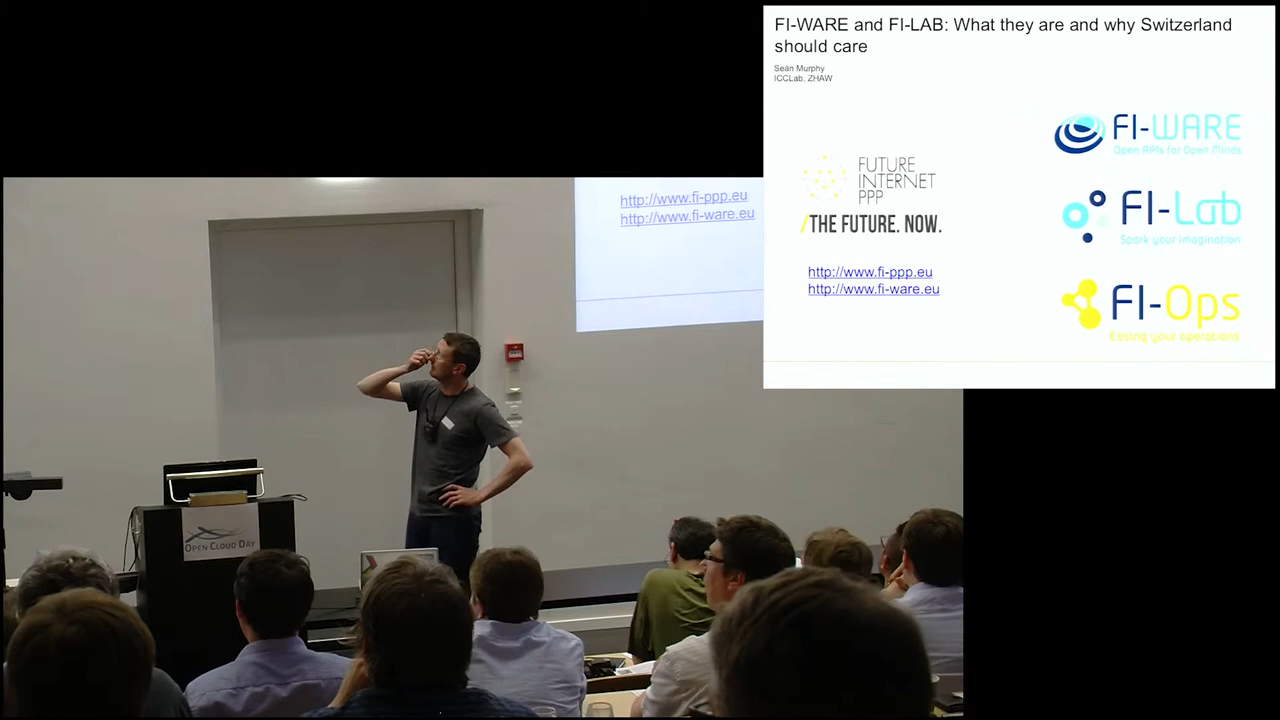 FI-WARE and FI-LAB: What they are and why Switzerland
should care
Seán Murphy
ICCLab, ZHAW
FI-WARE
Open APIs for Open Minds
FUTURE
INTERNET
PPP
/THE FUTURE. NOW.
FI-Lab
Spark your imagination
http://www.fi-ppp.eu
http://www.fi-ware.eu
FI-Ops
Easing your operations
http://www.fi-ppp.eu
http://www.fi-ware.eu
OPEN CLOUD DAY